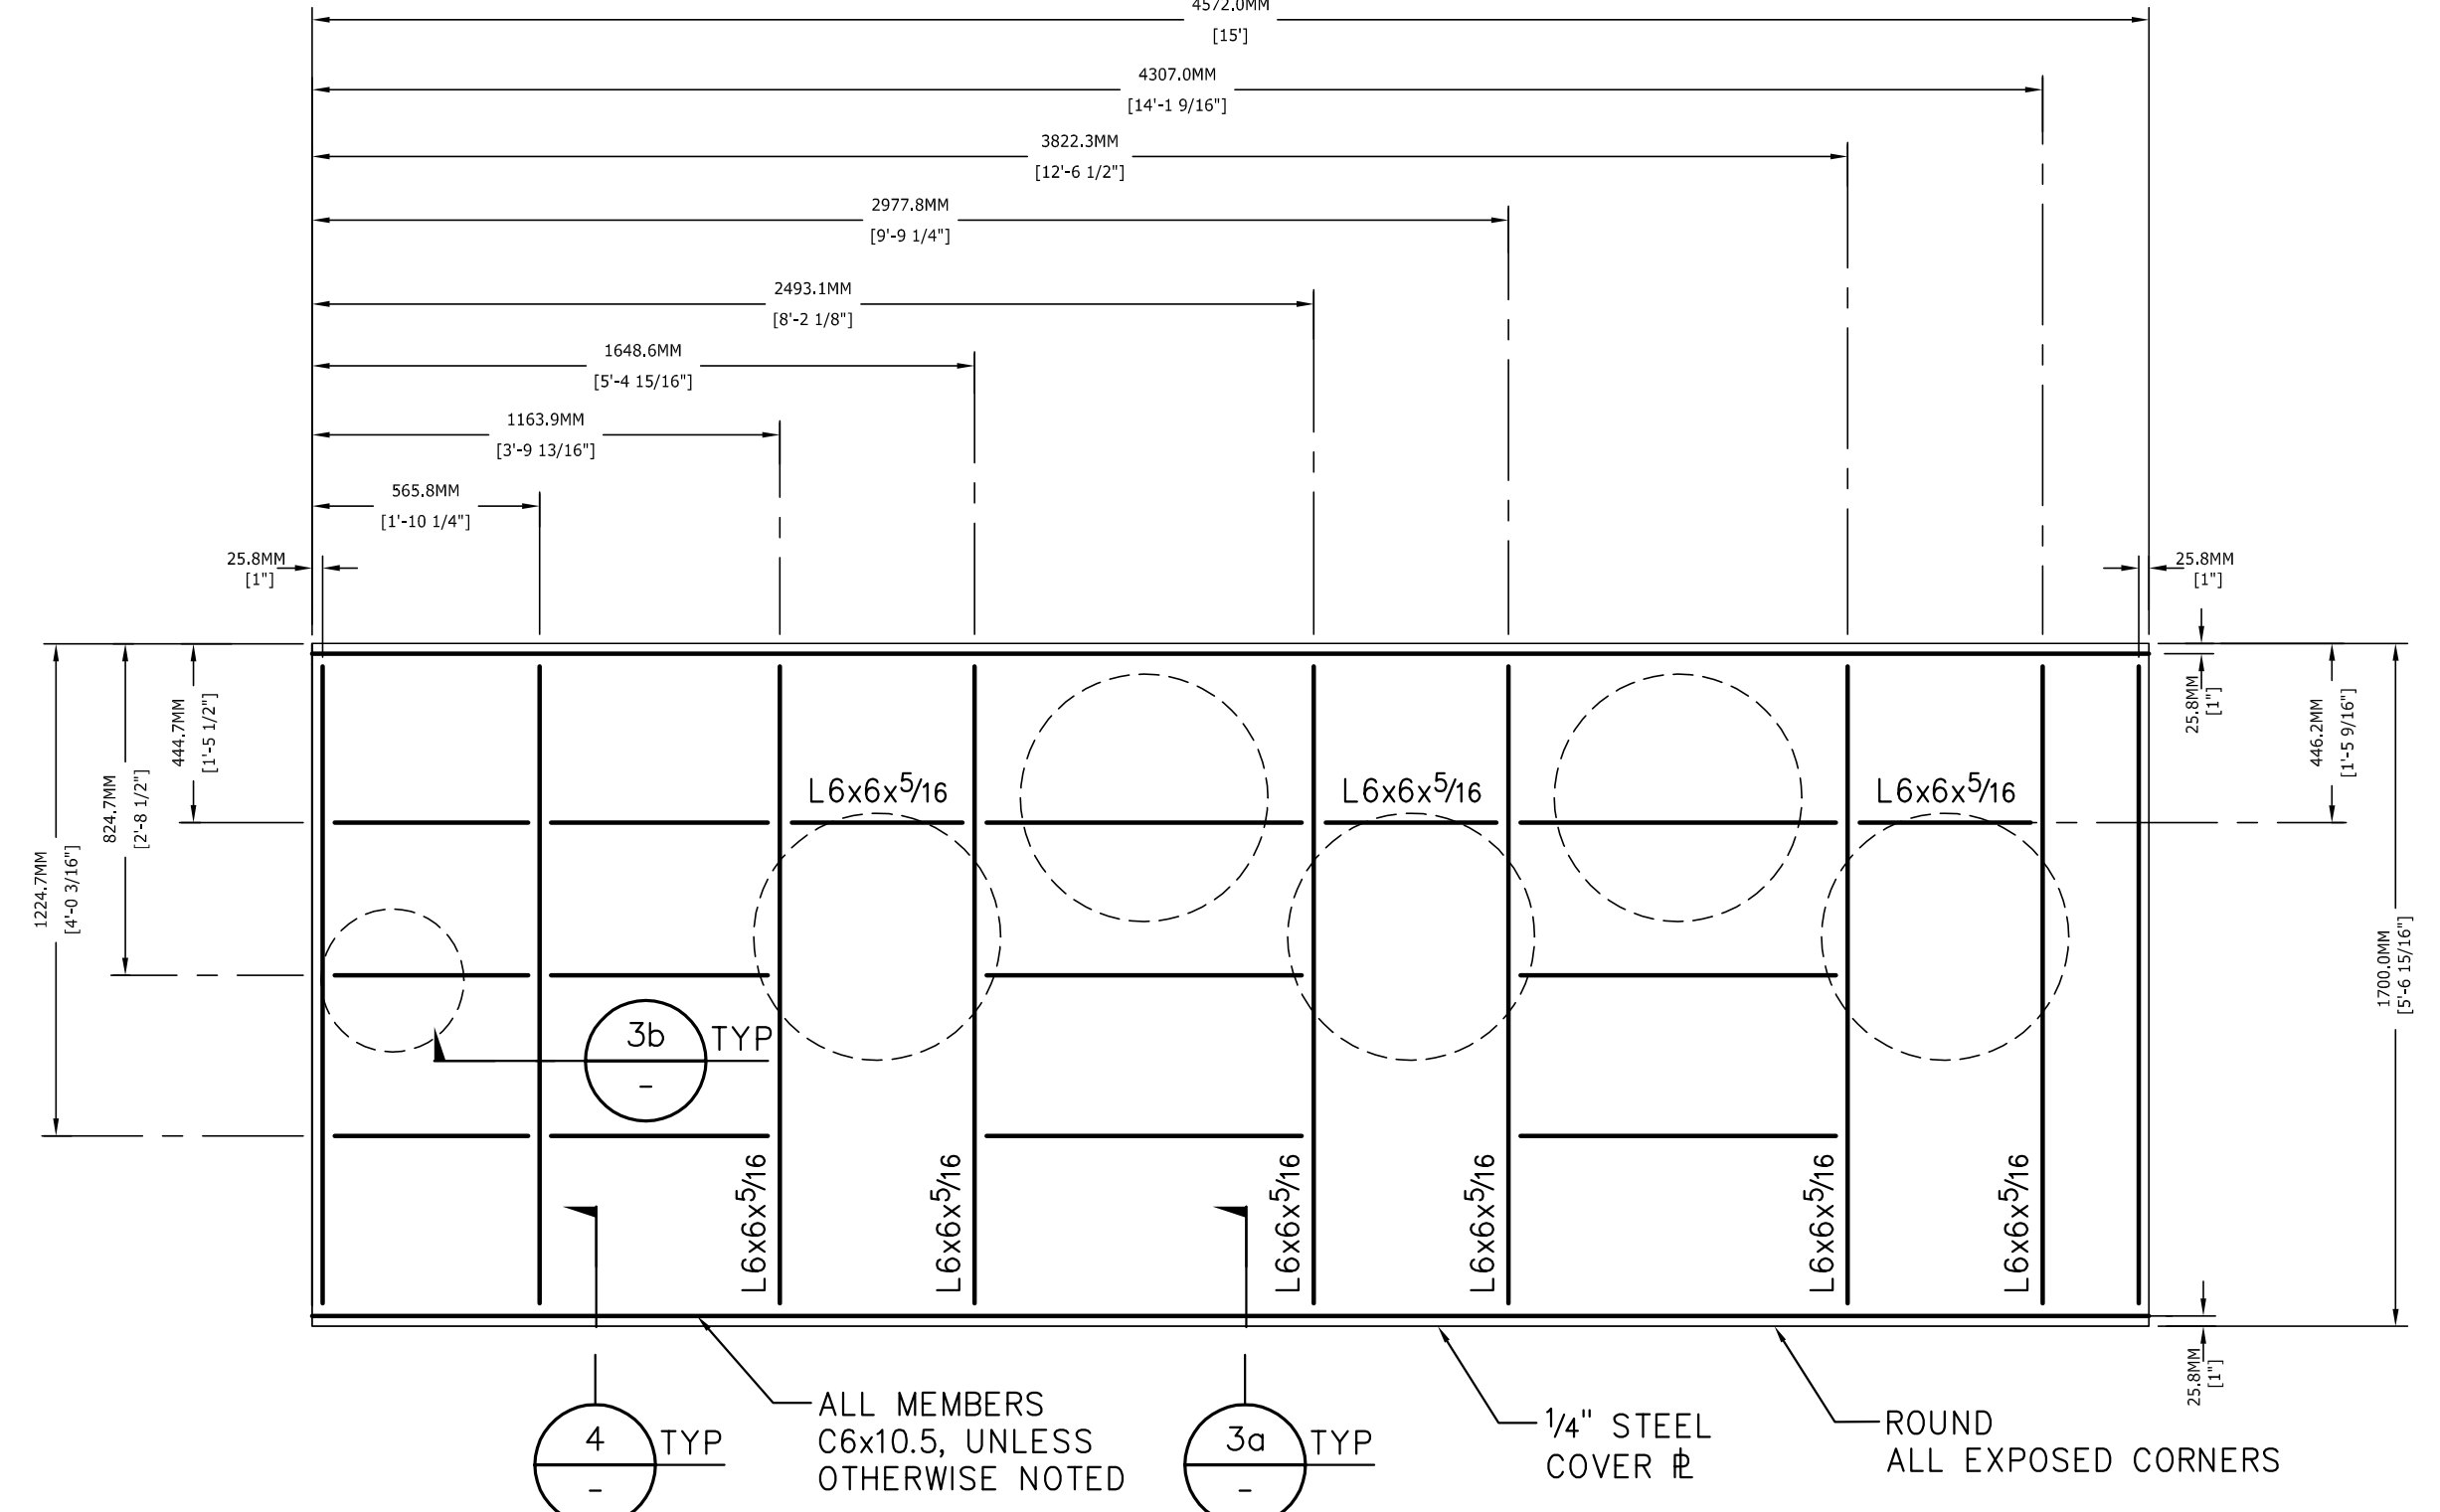 4572.0MM
[15']
4307.0MM
[14'-1 9/16"]
3822.3MM
[12'-6 1/2"]
2977.8MM
[9'-9 1/4"]
2493.1MM
[8'-2 1/8"]
1648.6MM
[5'-4 15/16"]
1163.9MM
[3'-9 13/16"]
565.8MM
[1'-10 1/4"]
25.8MM
[1"]
25.8MM
[1"]
1224.7MM
[4'-0 3/16"]
824.7MM
[2'-8 1/2"]
444.7MM
[1'-5 1/2"]
25.8MM
[1"]
446.2MM
[1'-5 9/16"]
1700.0MM
[5'-6 15/16"]
L6x6x5/16
L6x6x5/16
L6x6x5/16
3b
TYP
-
L6x6x5/16
L6x6x5/16
L6x6x5/16
L6x6x5/16
L6x6x5/16
L6x6x5/16
25.8MM
[1"]
4
TYP
-
ALL MEMBERS
C6x10.5, UNLESS
OTHERWISE NOTED
3a
TYP
-
1/4" STEEL
COVER PL
ROUND
ALL EXPOSED CORNERS